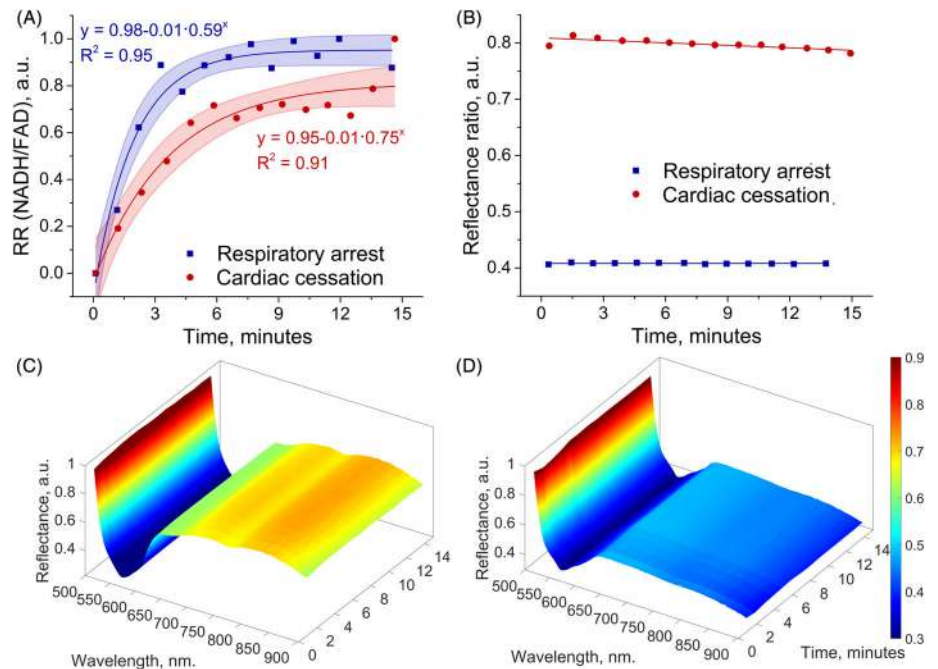 (A)
y = 0.98-0.01·0.59ˣ
R² = 0.95
y = 0.95-0.01·0.75ˣ
R² = 0.91
Respiratory arrest
Cardiac cessation
RR (NADH/FAD), a.u.
1.0
0.8
0.6
0.4
0.2
0.0
0 3 6 9 12 15
Time, minutes
(B)
Reflectance ratio, a.u.
0.8
0.6
0.4
Respiratory arrest
Cardiac cessation
0 3 6 9 12 15
Time, minutes
(C)
Reflectance, a.u.
1
0.8
0.6
0.4
500 550 600 650 700 750 800 850 900
Wavelength, nm.
0 2 4 6 8 10 12 14
(D)
Reflectance, a.u.
1
0.8
0.6
0.4
500 550 600 650 700 750 800 850 900
Wavelength, nm.
0 2 4 6 8 10 12 14
Time, minutes
0.9
0.8
0.7
0.6
0.5
0.4
0.3